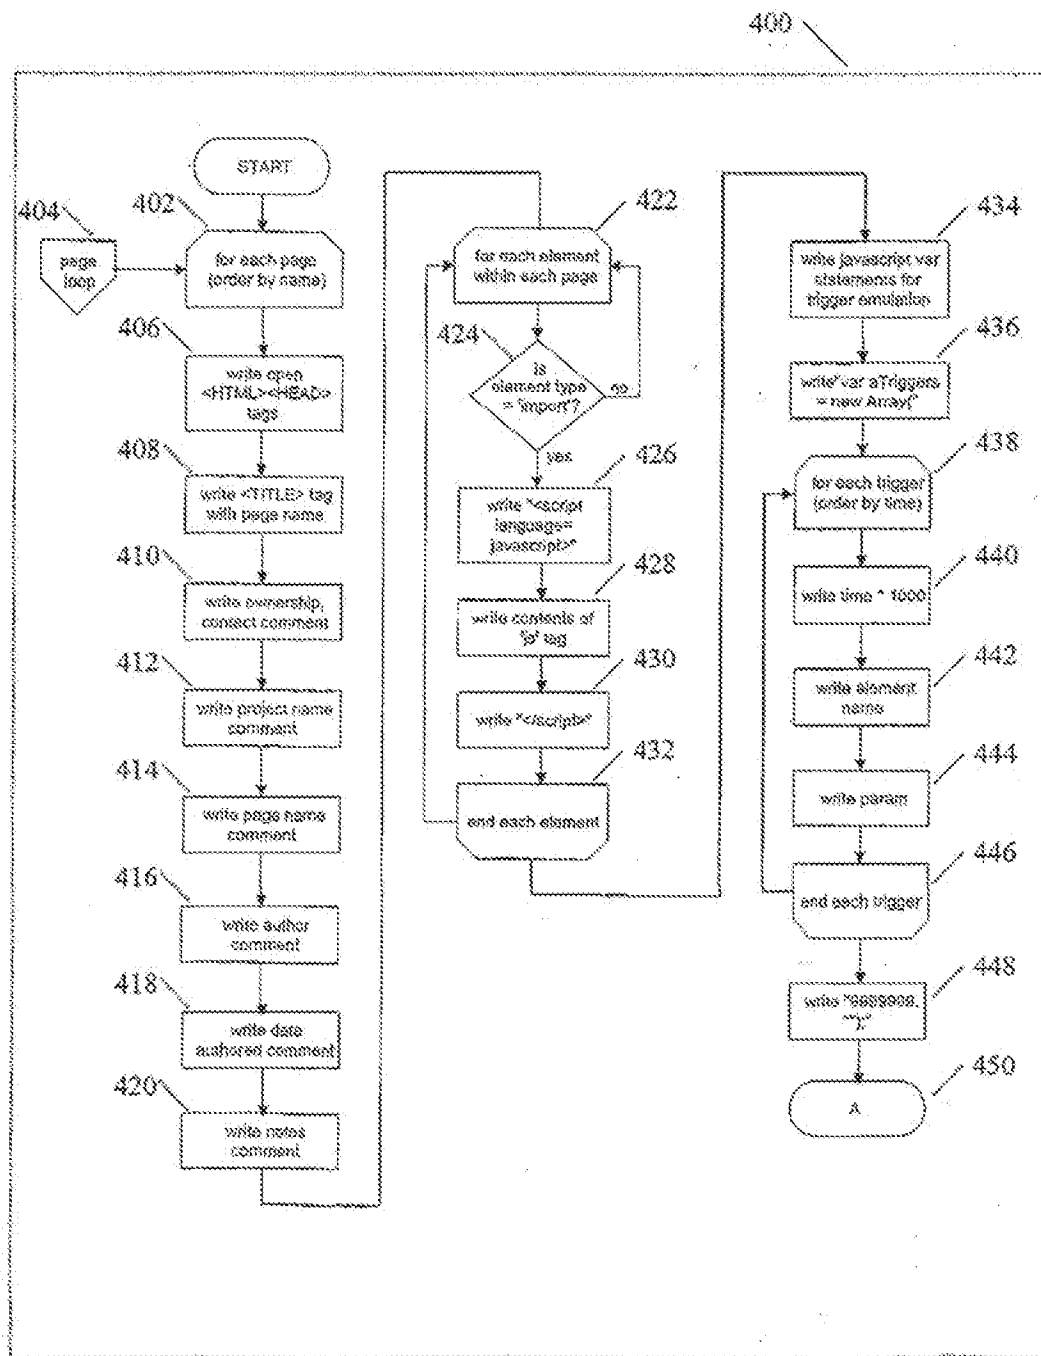 400
START
404
page
loop
402
for each page
(order by name)
406
write open
<HTML><HEAD>
tags
408
write <TITLE> tag
with page name
410
write ownership,
contact comment
412
write project name
comment
414
write page name
comment
416
write author
comment
418
write date
authored comment
420
write notes
comment
422
for each element
within each page
424
is
element type
= 'import'?
no
yes
426
write "<script
language=
javascript>"
428
write contents of
tag
430
write "</script>"
432
end each element
434
write javascript var
statements for
trigger emulation
436
write "var aTriggers
= new Array("
438
for each trigger
(order by time)
440
write time * 1000
442
write element
name
444
write param
446
end each trigger
448
write
450
A